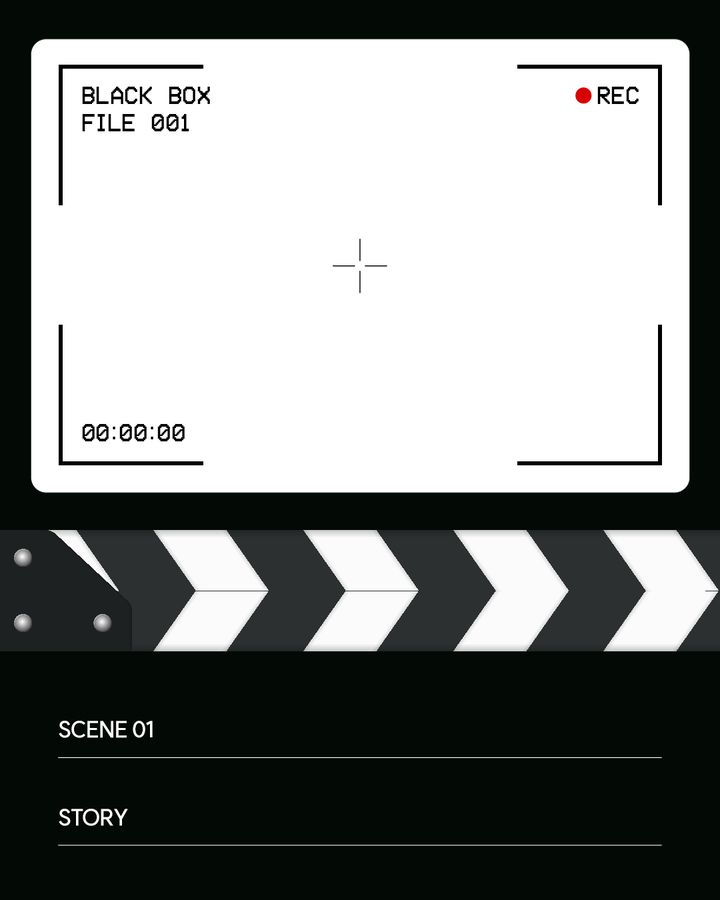 BLACK BOX
FILE 001
REC
00:00:00
SCENE 01
STORY